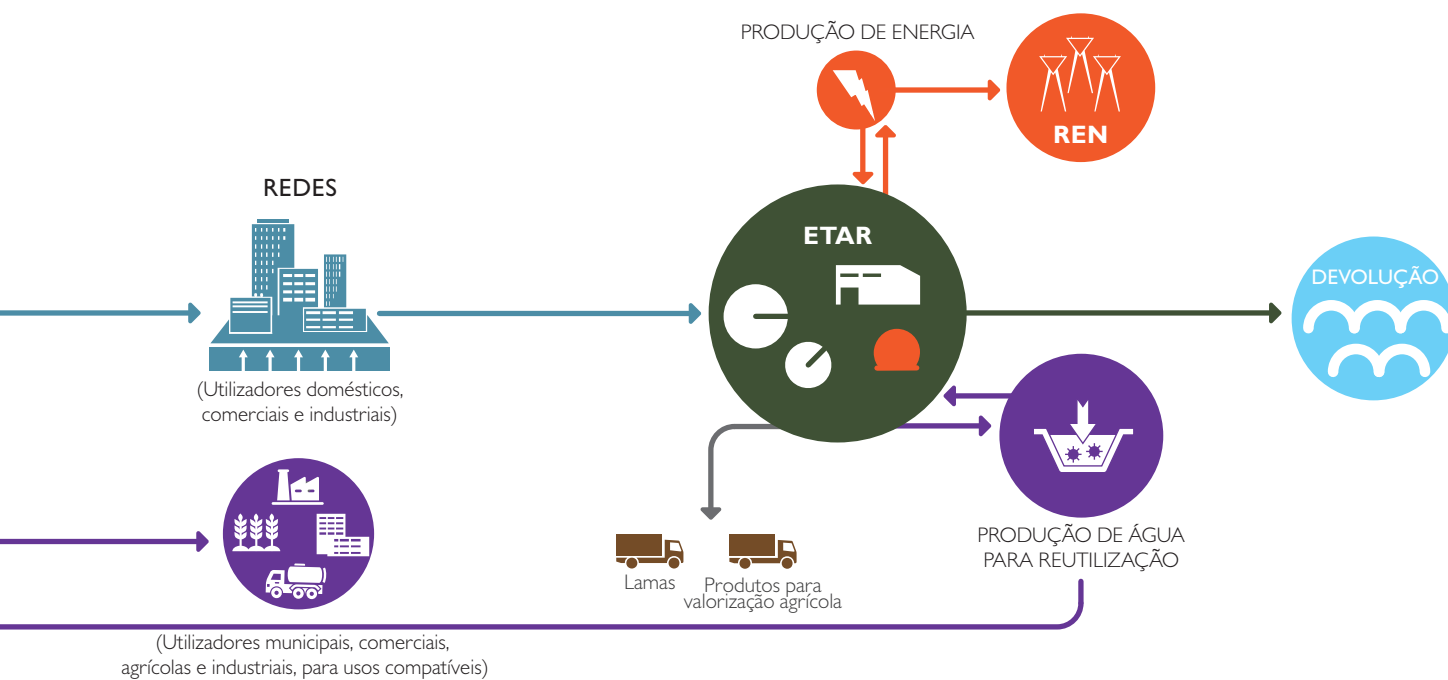 PRODUÇÃO DE ENERGIA
REN
REDES
ETAR
DEVOLUÇÃO
(Utilizadores domésticos,
comerciais e industriais)
PRODUÇÃO DE ÁGUA
PARA REUTILIZAÇÃO
Lamas
Produtos para
valorização agrícola
(Utilizadores municipais, comerciais,
agrícolas e industriais, para usos compatíveis)